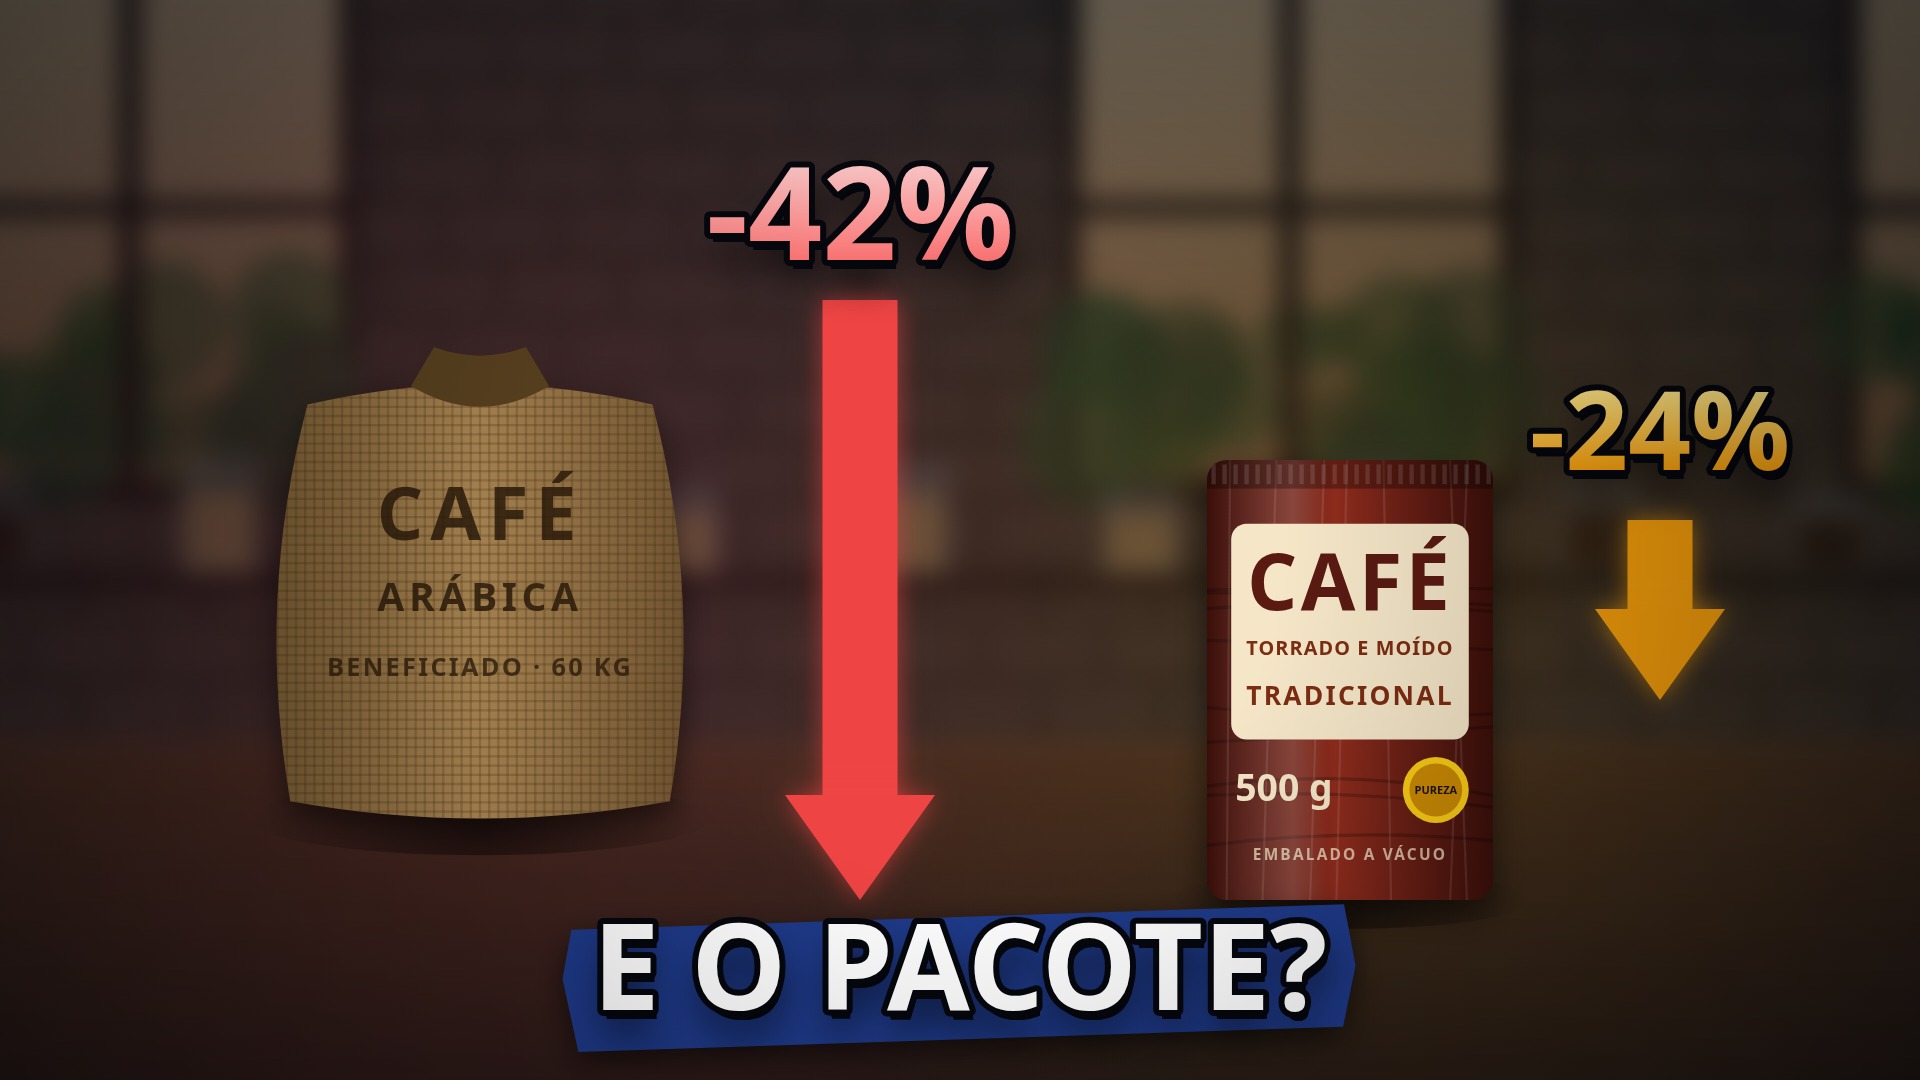 -42%
CAFÉ
ARÁBICA
BENEFICIADO · 60 KG
-24%
CAFÉ
TORRADO E MOÍDO
TRADICIONAL
500 g
PUREZA
EMBALADO A VÁCUO
E O PACOTE?